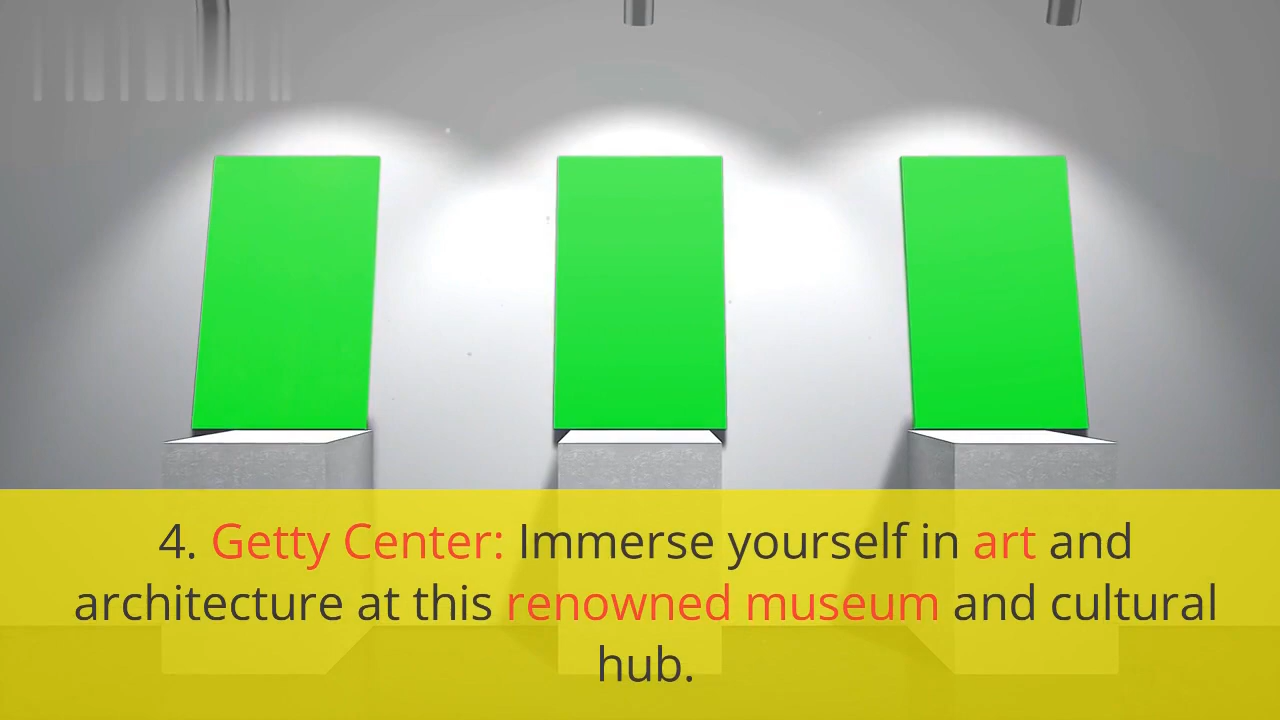 4. Getty Center: Immerse yourself in art and
architecture at this renowned museum and cultural
hub.